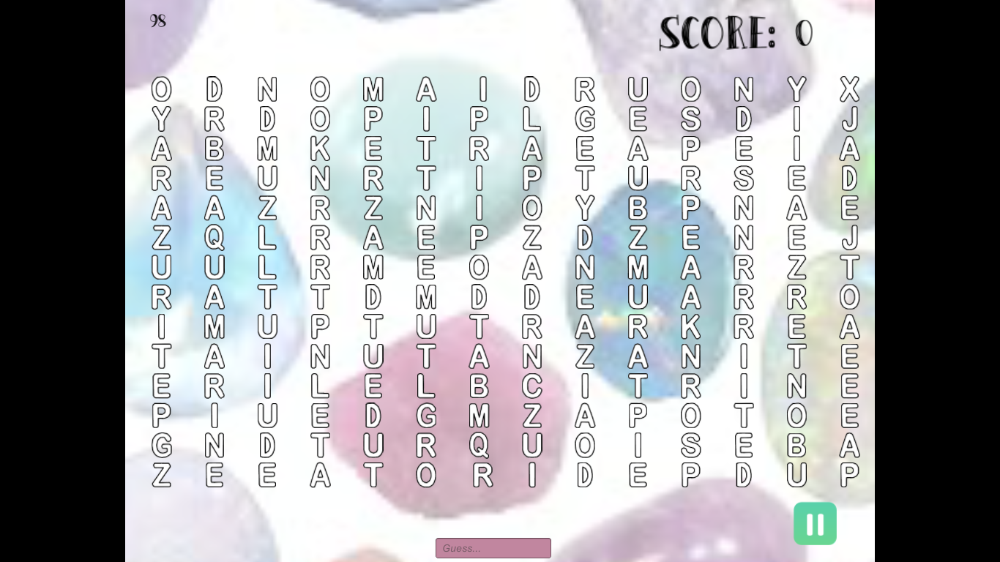 98
SCORE: 0
O D N O M A I D R U O N Y X
Y R D O P I P L G E S D I J
A B M K E T R A E A P E I A
R E U N R T I P T U R S E D
A A Z R Z N I O Y B P N A E
Z Q L R A E P Z D Z E N E J
U U L R M E O A N M A R Z T
R A T T D M D D E U A R R O
I M U P T U T R A R K R E A
T A I N U T A N Z A N I T E
E R I L E L B C I T R I N E
P I U E D G M Z A P O T O E
G N D T U R Q U O I S E B A
Z E E A T O R I D E P D U P
Guess...